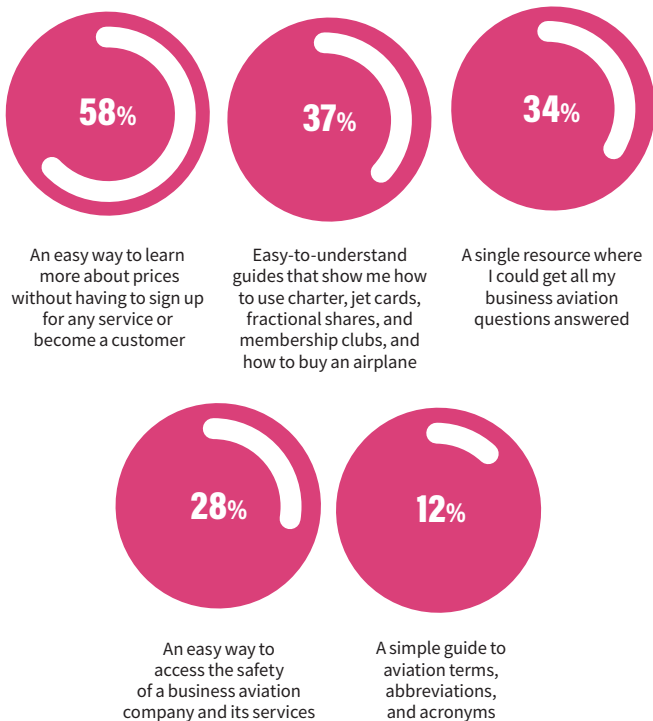 58%
37%
34%
An easy way to learn
more about prices
without having to sign up
for any service or
become a customer
Easy-to-understand
guides that show me how
to use charter, jet cards,
fractional shares, and
membership clubs, and
how to buy an airplane
A single resource where
I could get all my
business aviation
questions answered
28%
12%
An easy way to
access the safety
of a business aviation
company and its services
A simple guide to
aviation terms,
abbreviations,
and acronyms